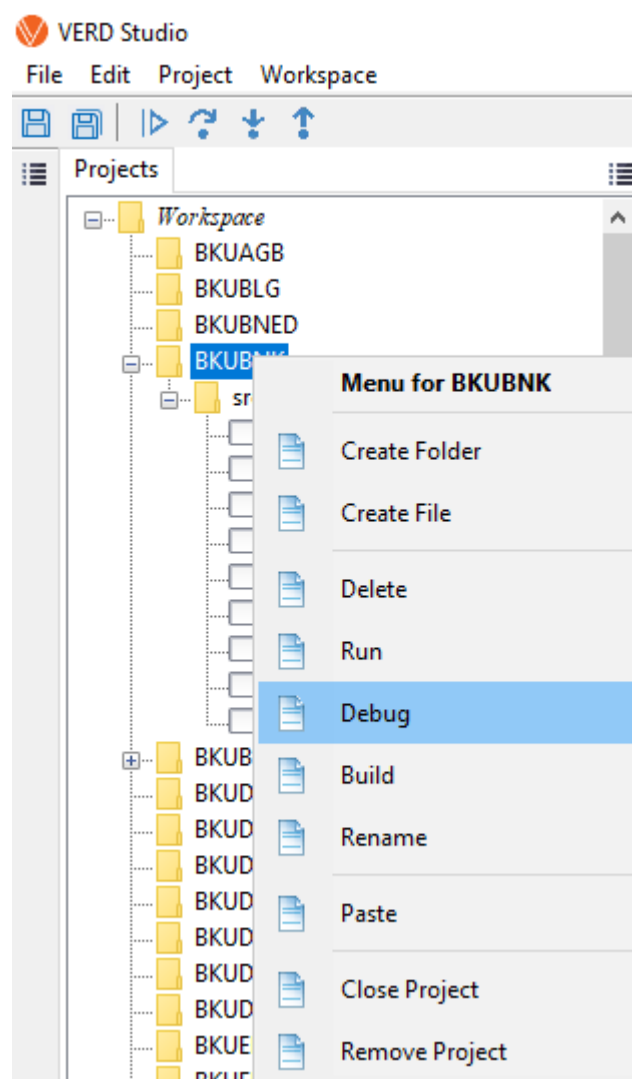 VERD Studio
File Edit Project Workspace
Projects
Workspace
BKUAGB
BKUBLG
BKUBNED
BKUBNK
Menu for BKUBNK
Create Folder
Create File
Delete
Run
Debug
Build
Rename
Paste
Close Project
Remove Project